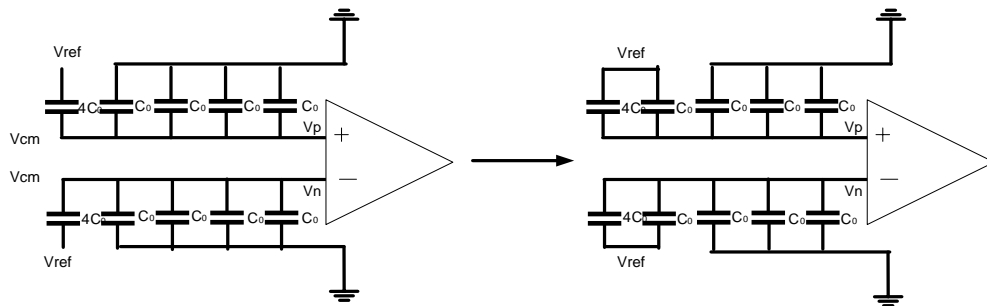 Vref Vref
4C₀ C₀ C₀ C₀ C₀ 4C₀ C₀ C₀ C₀ C₀
Vcm Vp + Vp +
Vcm Vn − Vn −
4C₀ C₀ C₀ C₀ C₀ 4C₀ C₀ C₀ C₀ C₀
Vref Vref